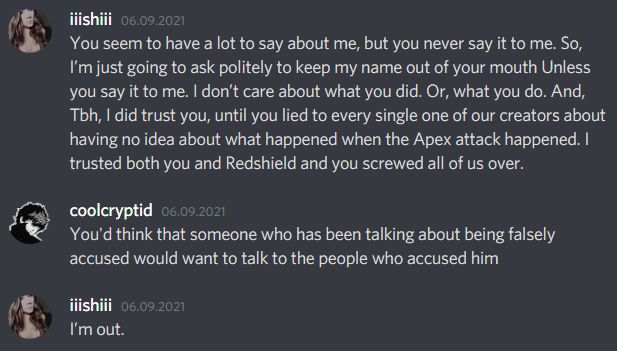 iiishiii 06.09.2021
You seem to have a lot to say about me, but you never say it to me. So,
I’m just going to ask politely to keep my name out of your mouth Unless
you say it to me. I don’t care about what you did. Or, what you do. And,
Tbh, I did trust you, until you lied to every single one of our creators about
having no idea about what happened when the Apex attack happened. I
trusted both you and Redshield and you screwed all of us over.
coolcryptid 06.09.2021
You'd think that someone who has been talking about being falsely
accused would want to talk to the people who accused him
iiishiii 06.09.2021
I’m out.